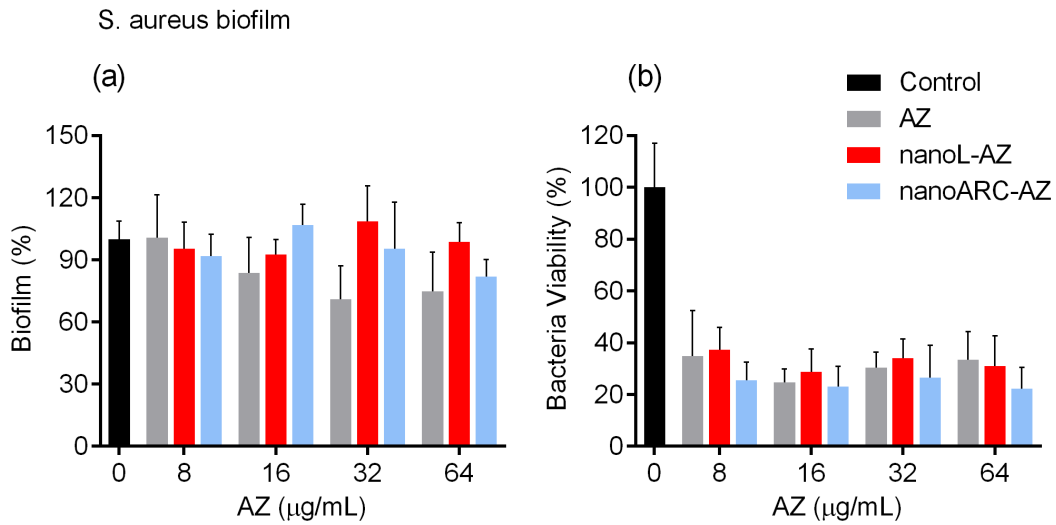 S. aureus biofilm
(a)
150
120
90
60
30
0
Biofilm (%)
0 8 16 32 64
AZ (μg/mL)
(b)
Control
AZ
nanoL-AZ
nanoARC-AZ
120
100
80
60
40
20
0
Bacteria Viability (%)
0 8 16 32 64
AZ (μg/mL)